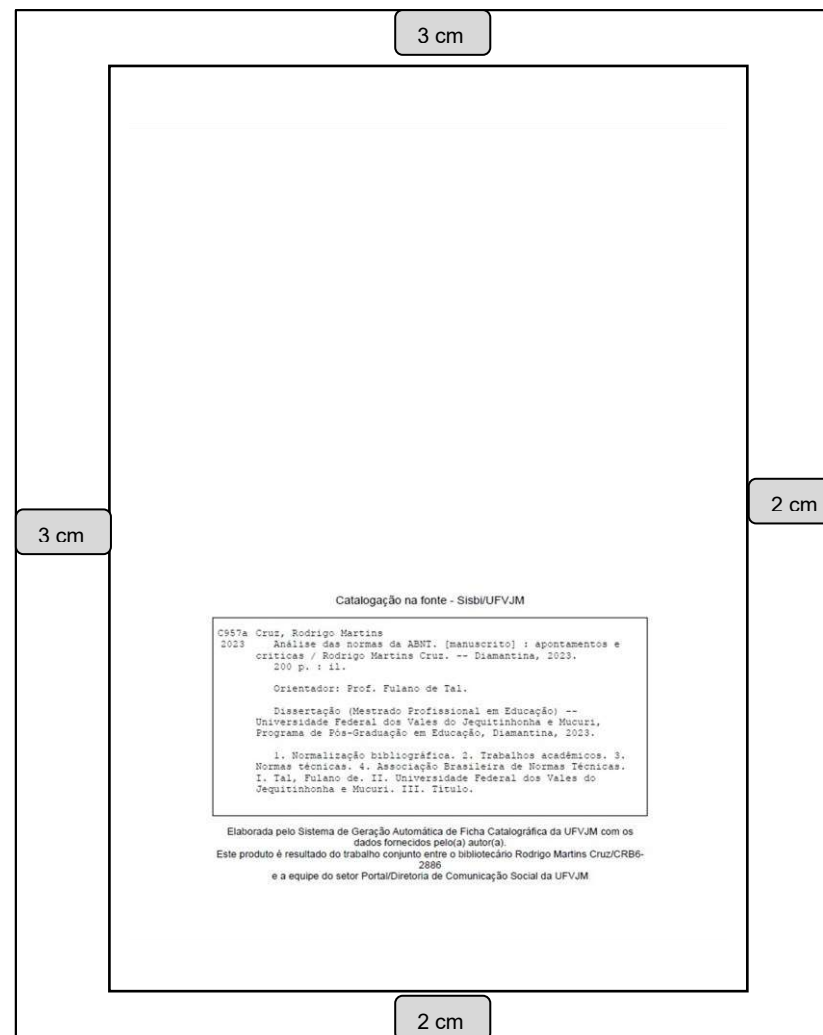 3 cm
3 cm
2 cm
Catalogação na fonte - Sisbi/UFVJM
C957a Cruz, Rodrigo Martins
2023 Análise das normas da ABNT. [manuscrito] : apontamentos e
críticas / Rodrigo Martins Cruz. -- Diamantina, 2023.
200 p. : il.
Orientador: Prof. Fulano de Tal.
Dissertação (Mestrado Profissional em Educação) --
Universidade Federal dos Vales do Jequitinhonha e Mucuri,
Programa de Pós-Graduação em Educação, Diamantina, 2023.
1. Normalização bibliográfica. 2. Trabalhos acadêmicos. 3.
Normas técnicas. 4. Associação Brasileira de Normas Técnicas.
I. Tal, Fulano de. II. Universidade Federal dos Vales do
Jequitinhonha e Mucuri. III. Título.
Elaborada pelo Sistema de Geração Automática de Ficha Catalográfica da UFVJM com os
dados fornecidos pelo(a) autor(a).
Este produto é resultado do trabalho conjunto entre o bibliotecário Rodrigo Martins Cruz/CRB6-
2886
e a equipe do setor Portal/Diretoria de Comunicação Social da UFVJM
2 cm